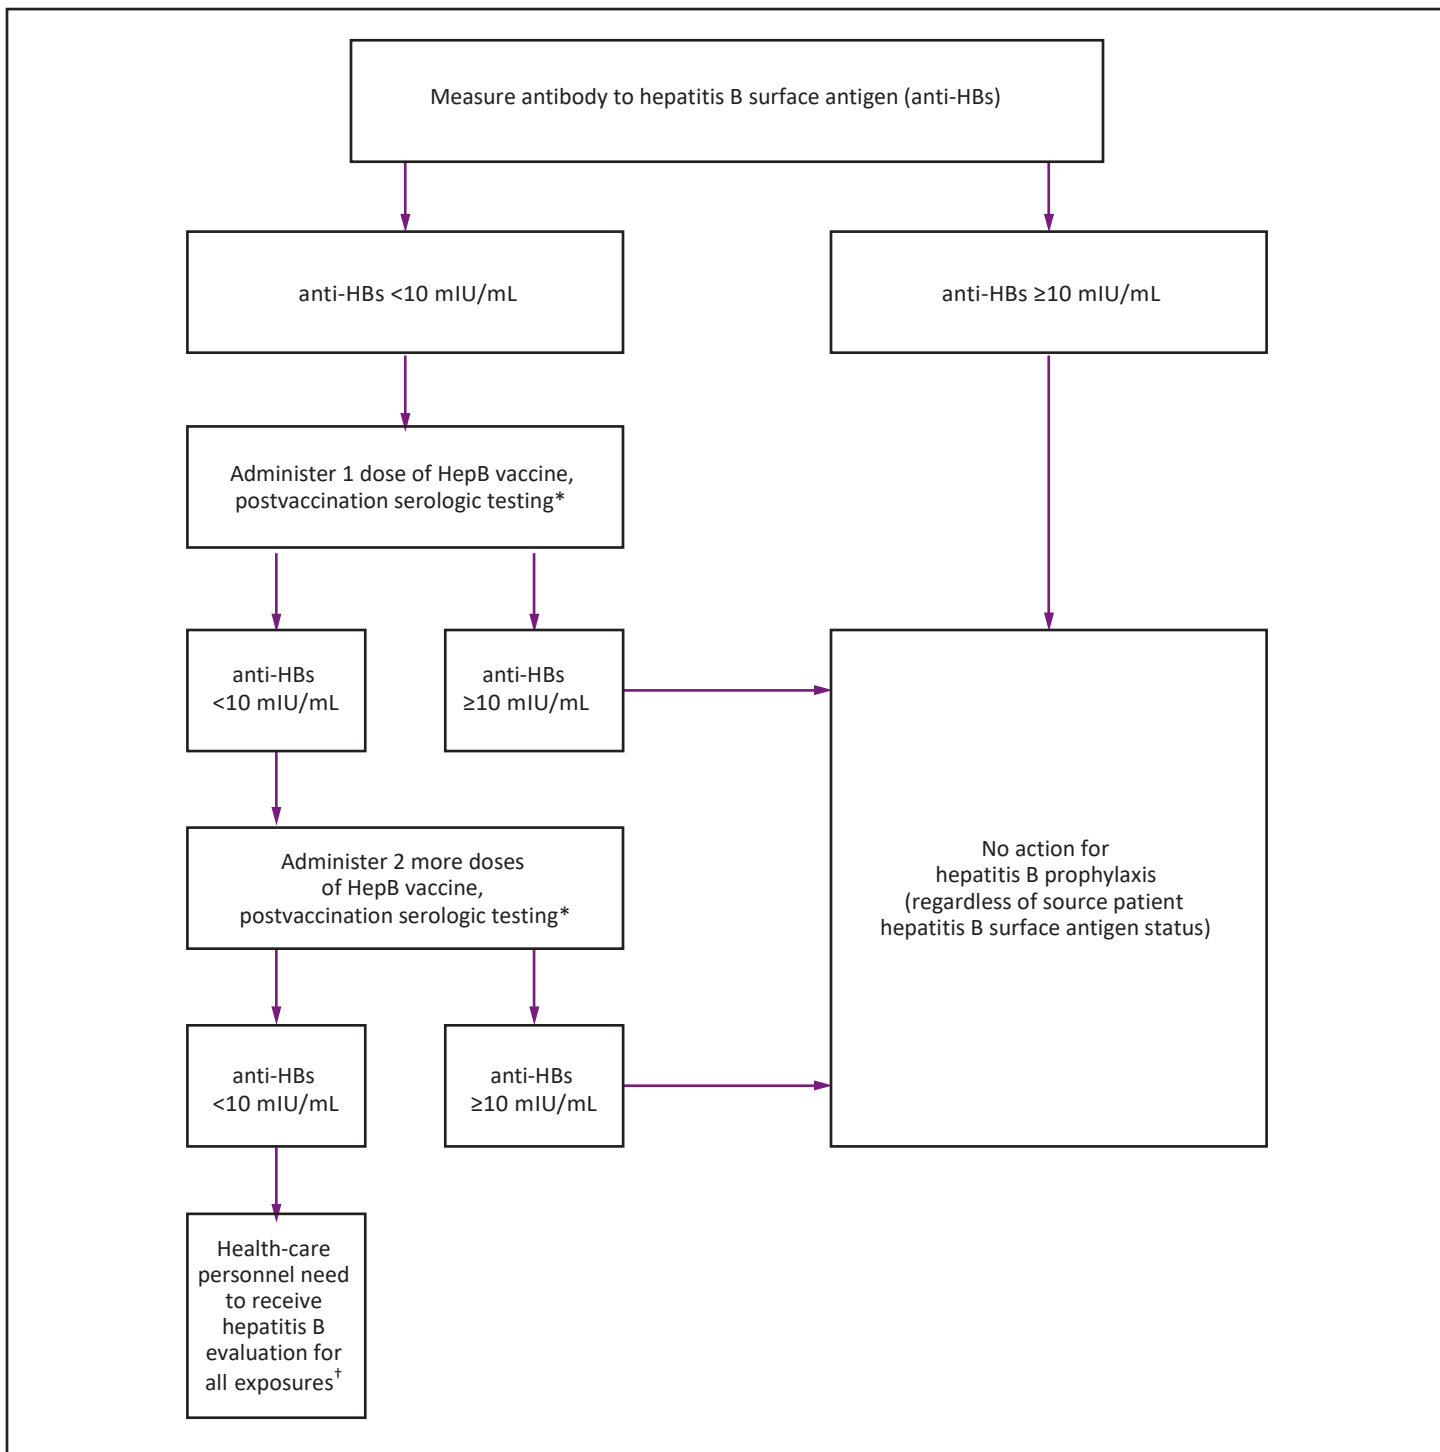 Measure antibody to hepatitis B surface antigen (anti-HBs)
anti-HBs <10 mIU/mL
anti-HBs ≥10 mIU/mL
Administer 1 dose of HepB vaccine,
postvaccination serologic testing*
anti-HBs
<10 mIU/mL
anti-HBs
≥10 mIU/mL
Administer 2 more doses
of HepB vaccine,
postvaccination serologic testing*
No action for
hepatitis B prophylaxis
(regardless of source patient
hepatitis B surface antigen status)
anti-HBs
<10 mIU/mL
anti-HBs
≥10 mIU/mL
Health-care
personnel need
to receive
hepatitis B
evaluation for
all exposures†